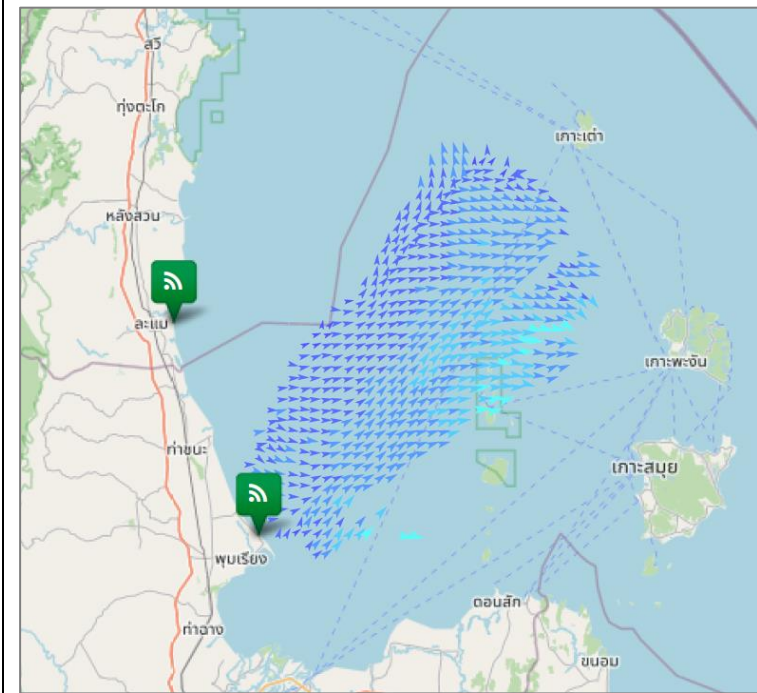 สวี
ทุ่งตะโก
เกาะเต่า
หลังสวน
ละแม
เกาะพะงัน
ท่าชนะ
เกาะสมุย
พุมเรียง
ดอนสัก
ท่าฉาง
ขนอม